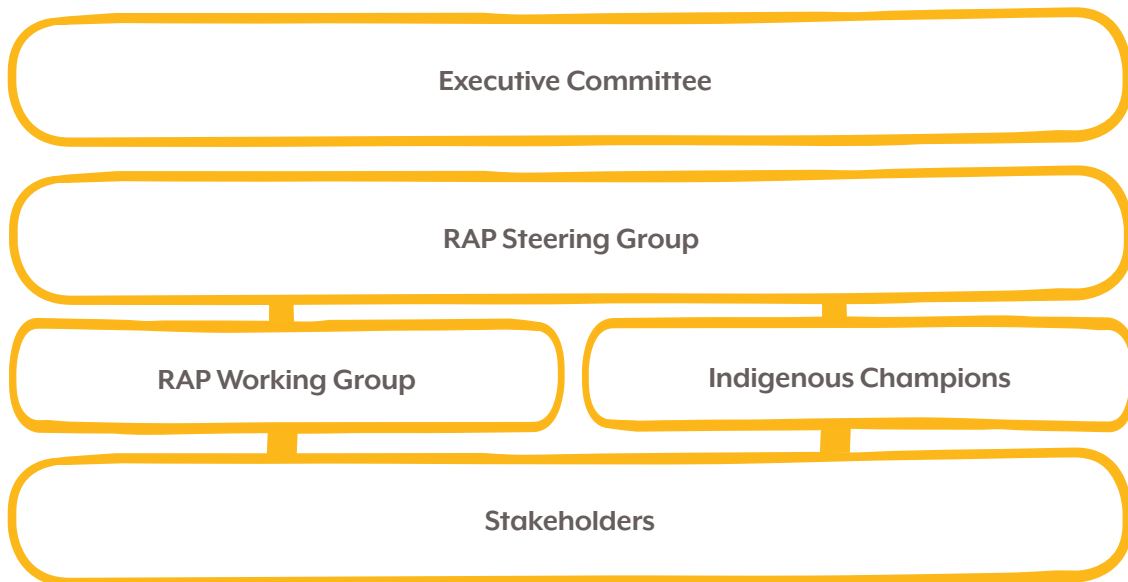 Executive Committee
RAP Steering Group
RAP Working Group
Indigenous Champions
Stakeholders